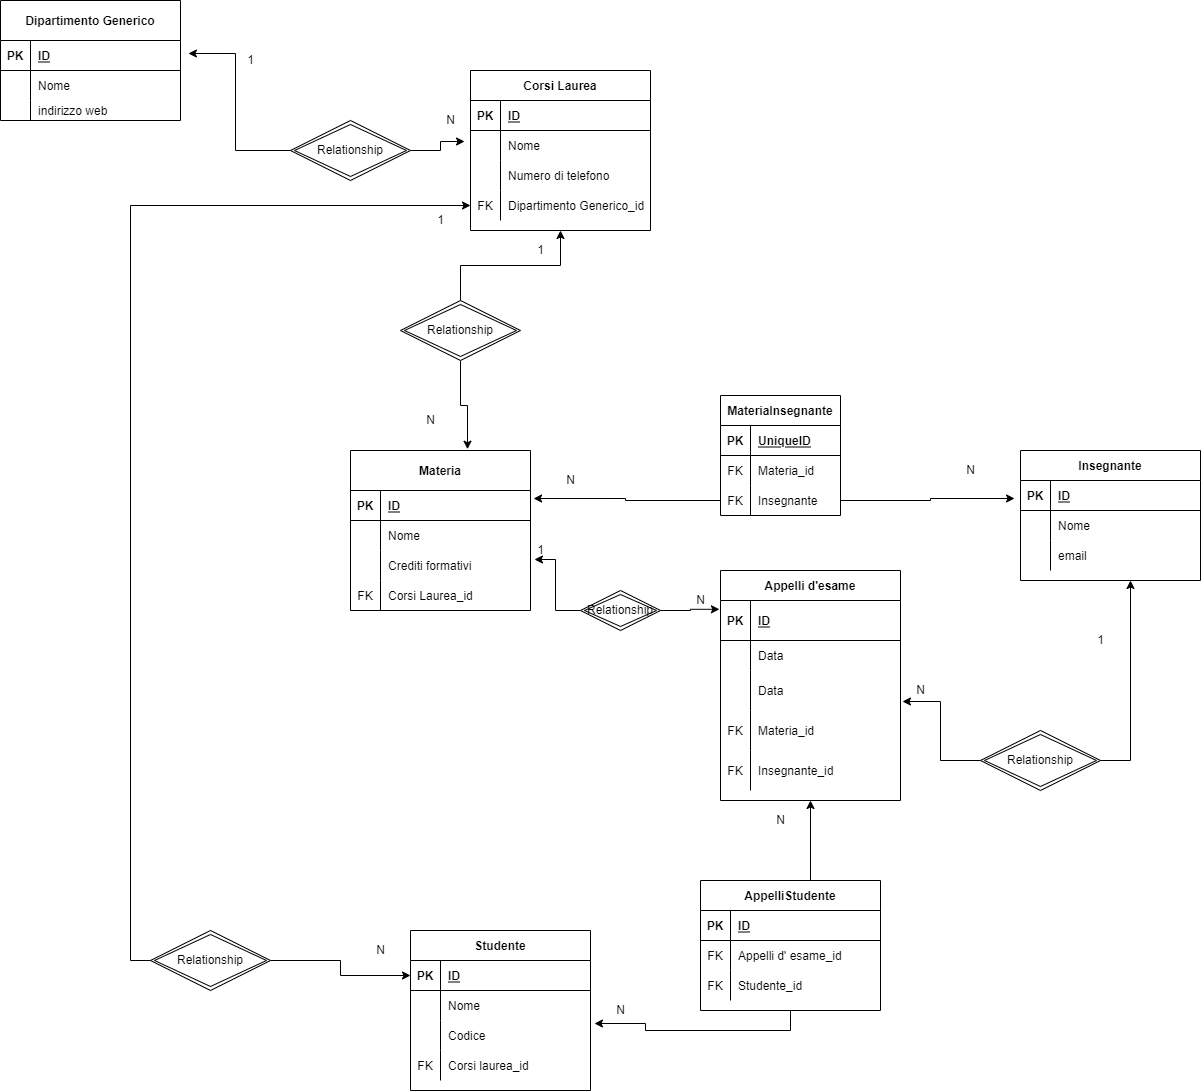 Dipartimento Generico
PK ID
Nome
indirizzo web
1
Relationship
N
Corsi Laurea
PK ID
Nome
Numero di telefono
FK Dipartimento Generico_id
1
1
Relationship
N
Materia
PK ID
Nome
Crediti formativi
FK Corsi Laurea_id
N
MateriaInsegnante
PK UniqueID
FK Materia_id
FK Insegnante
N
Insegnante
PK ID
Nome
email
1
Relationship
N
Appelli d'esame
PK ID
Data
Data
FK Materia_id
FK Insegnante_id
N
1
Relationship
N
AppelliStudente
PK ID
FK Appelli d' esame_id
FK Studente_id
N
Relationship
N
Studente
PK ID
Nome
Codice
FK Corsi laurea_id